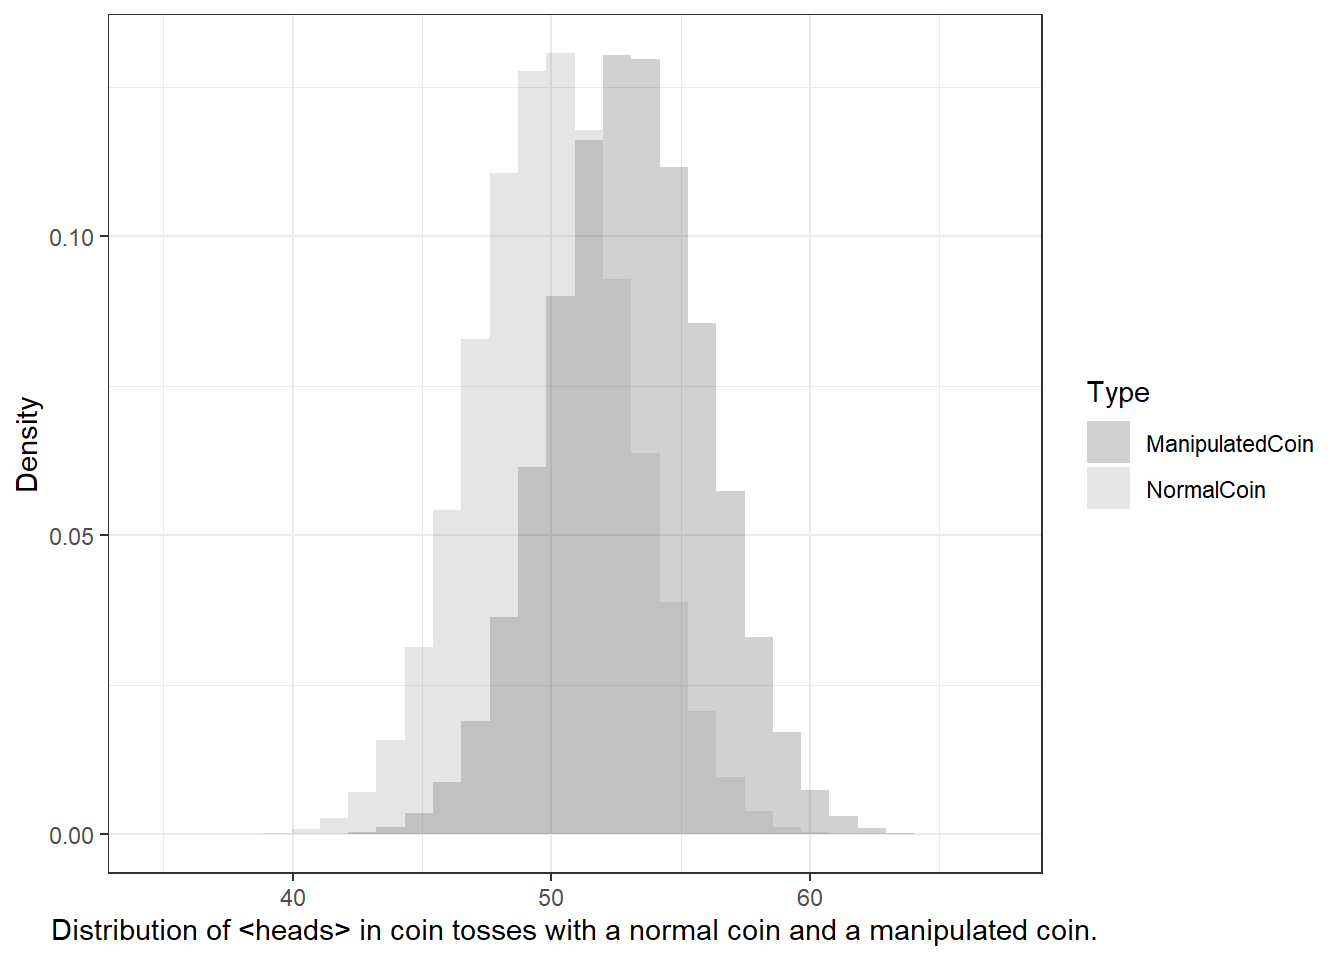 0.10
0.05
0.00
Density
40 50 60
Distribution of <heads> in coin tosses with a normal coin and a manipulated coin.
Type
ManipulatedCoin
NormalCoin